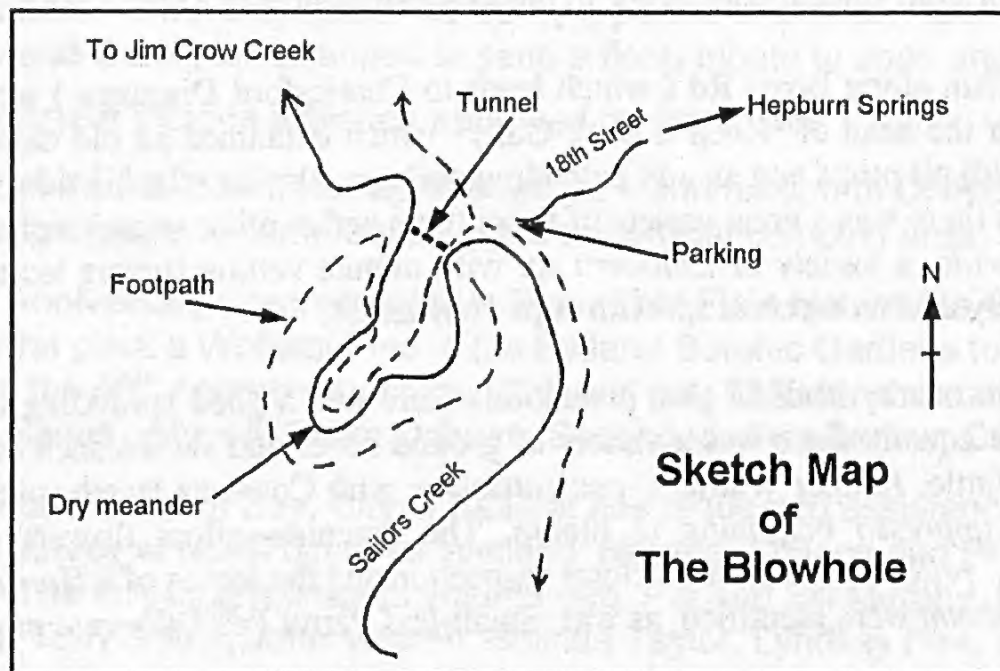 To Jim Crow Creek
Tunnel
Hepburn Springs
18th Street
Parking
Footpath
N
Dry meander
Sailors Creek
Sketch Map
of
The Blowhole